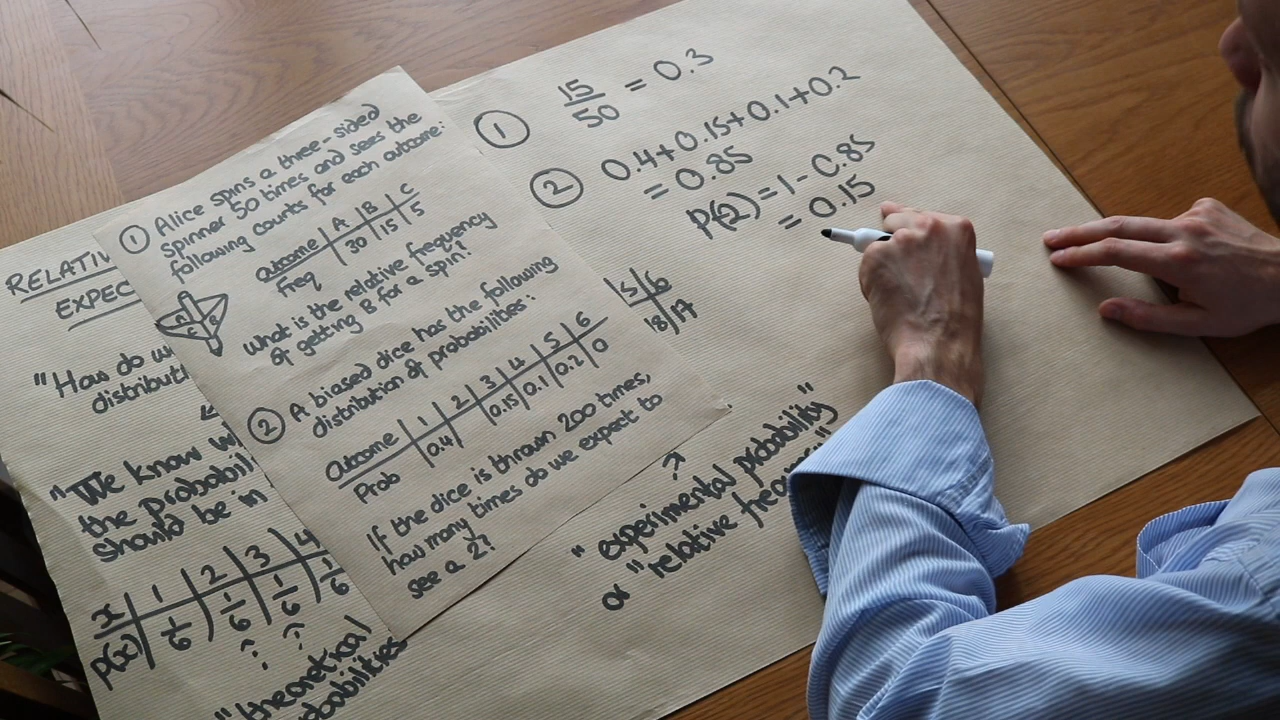 RELATIV
EXPEC
"How do w
distribut
"We know wi
the probabil
should be in
x 1 2 3 4
P(x) 1/6 1/6 1/6 1/6
? ?
"theoretical
obabilities
① Alice spins a three-sided
spinner 50 times and sees the
following counts for each outcome:
Outcome A B C
Freq 30 15 5
What is the relative frequency
of getting B for a spin?
② A biased dice has the following
distribution of probabilities:
Outcome 1 2 3 4 5 6
Prob 0.4 0.15 0.1 0.2 0
If the dice is thrown 200 times,
how many times do we expect to
see a 2?
① 15/50 = 0.3
② 0.4+0.15+0.1+0.2
= 0.85
P(2) = 1 - 0.85
= 0.15
5 6
18 17
"experimental probability"
or "relative